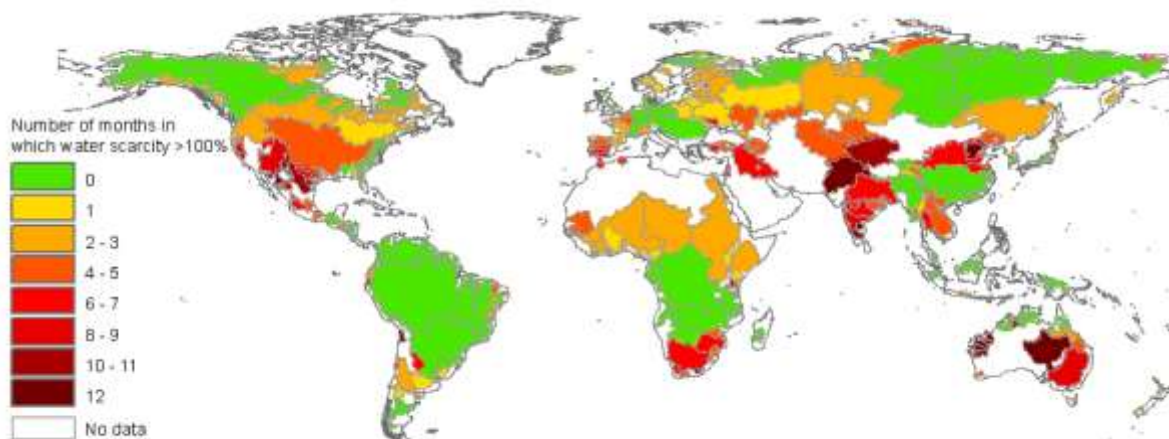 Number of months in
which water scarcity >100%
0
1
2 - 3
4 - 5
6 - 7
8 - 9
10 - 11
12
No data